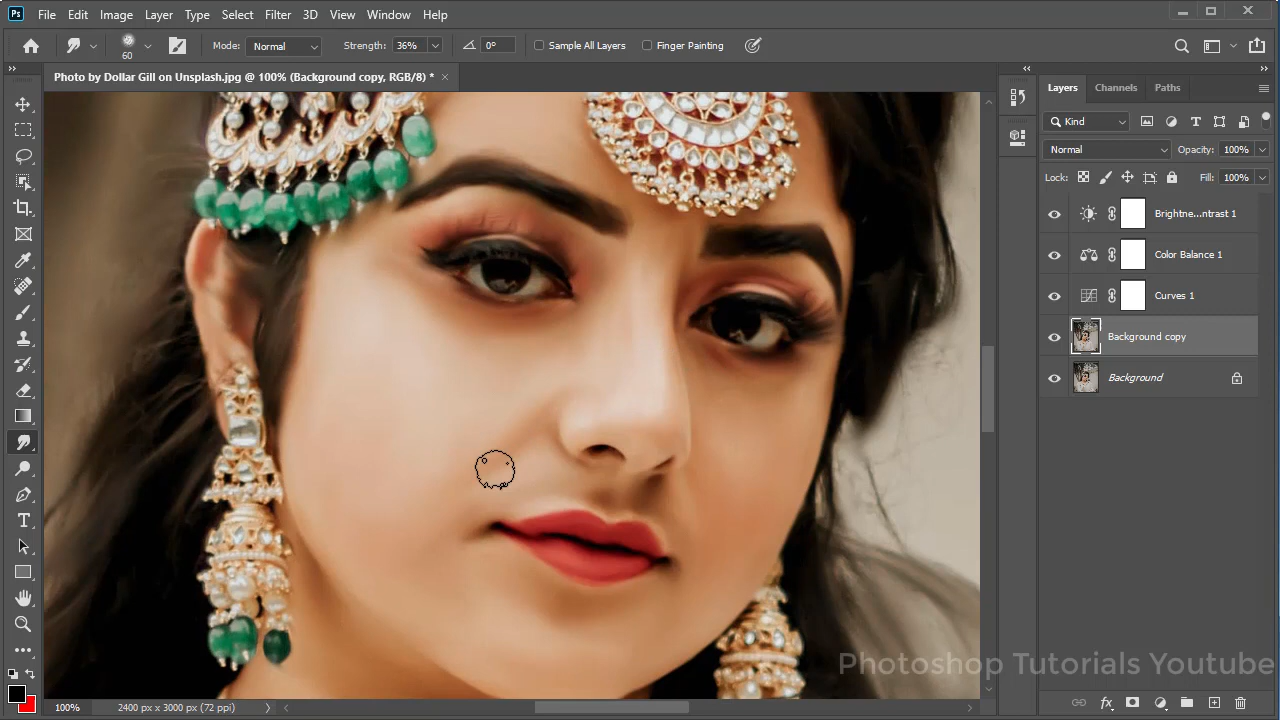 Ps File Edit Image Layer Type Select Filter 3D View Window Help
60 Mode: Normal Strength: 36% 0° Sample All Layers Finger Painting
Photo by Dollar Gill on Unsplash.jpg @ 100% (Background copy, RGB/8) * ×
Layers Channels Paths
Kind
Normal Opacity: 100%
Lock: Fill: 100%
Brightne...ntrast 1
Color Balance 1
Curves 1
Background copy
Background
Photoshop Tutorials Youtube
100% 2400 px x 3000 px (72 ppi)